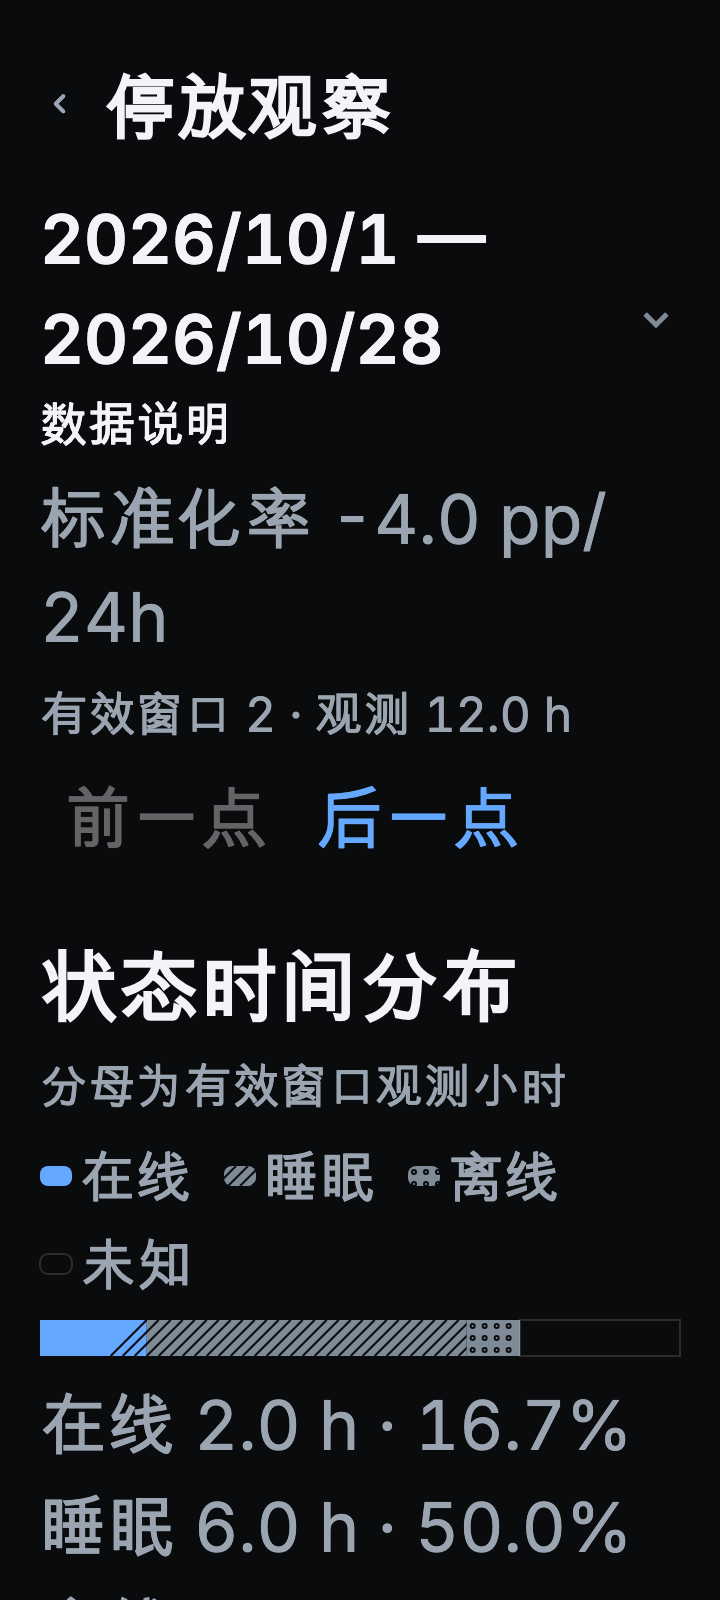 停放观察
2026/10/1 —
2026/10/28
数据说明
标准化率 -4.0 pp/
24h
有效窗口 2 · 观测 12.0 h
前一点 后一点
状态时间分布
分母为有效窗口观测小时
在线 睡眠 离线
未知
在线 2.0 h · 16.7%
睡眠 6.0 h · 50.0%